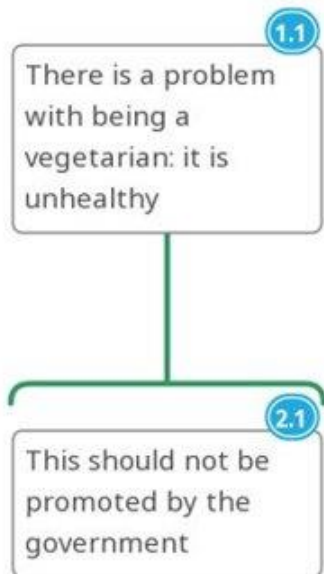 1.1
There is a problem
with being a
vegetarian: it is
unhealthy
2.1
This should not be
promoted by the
government